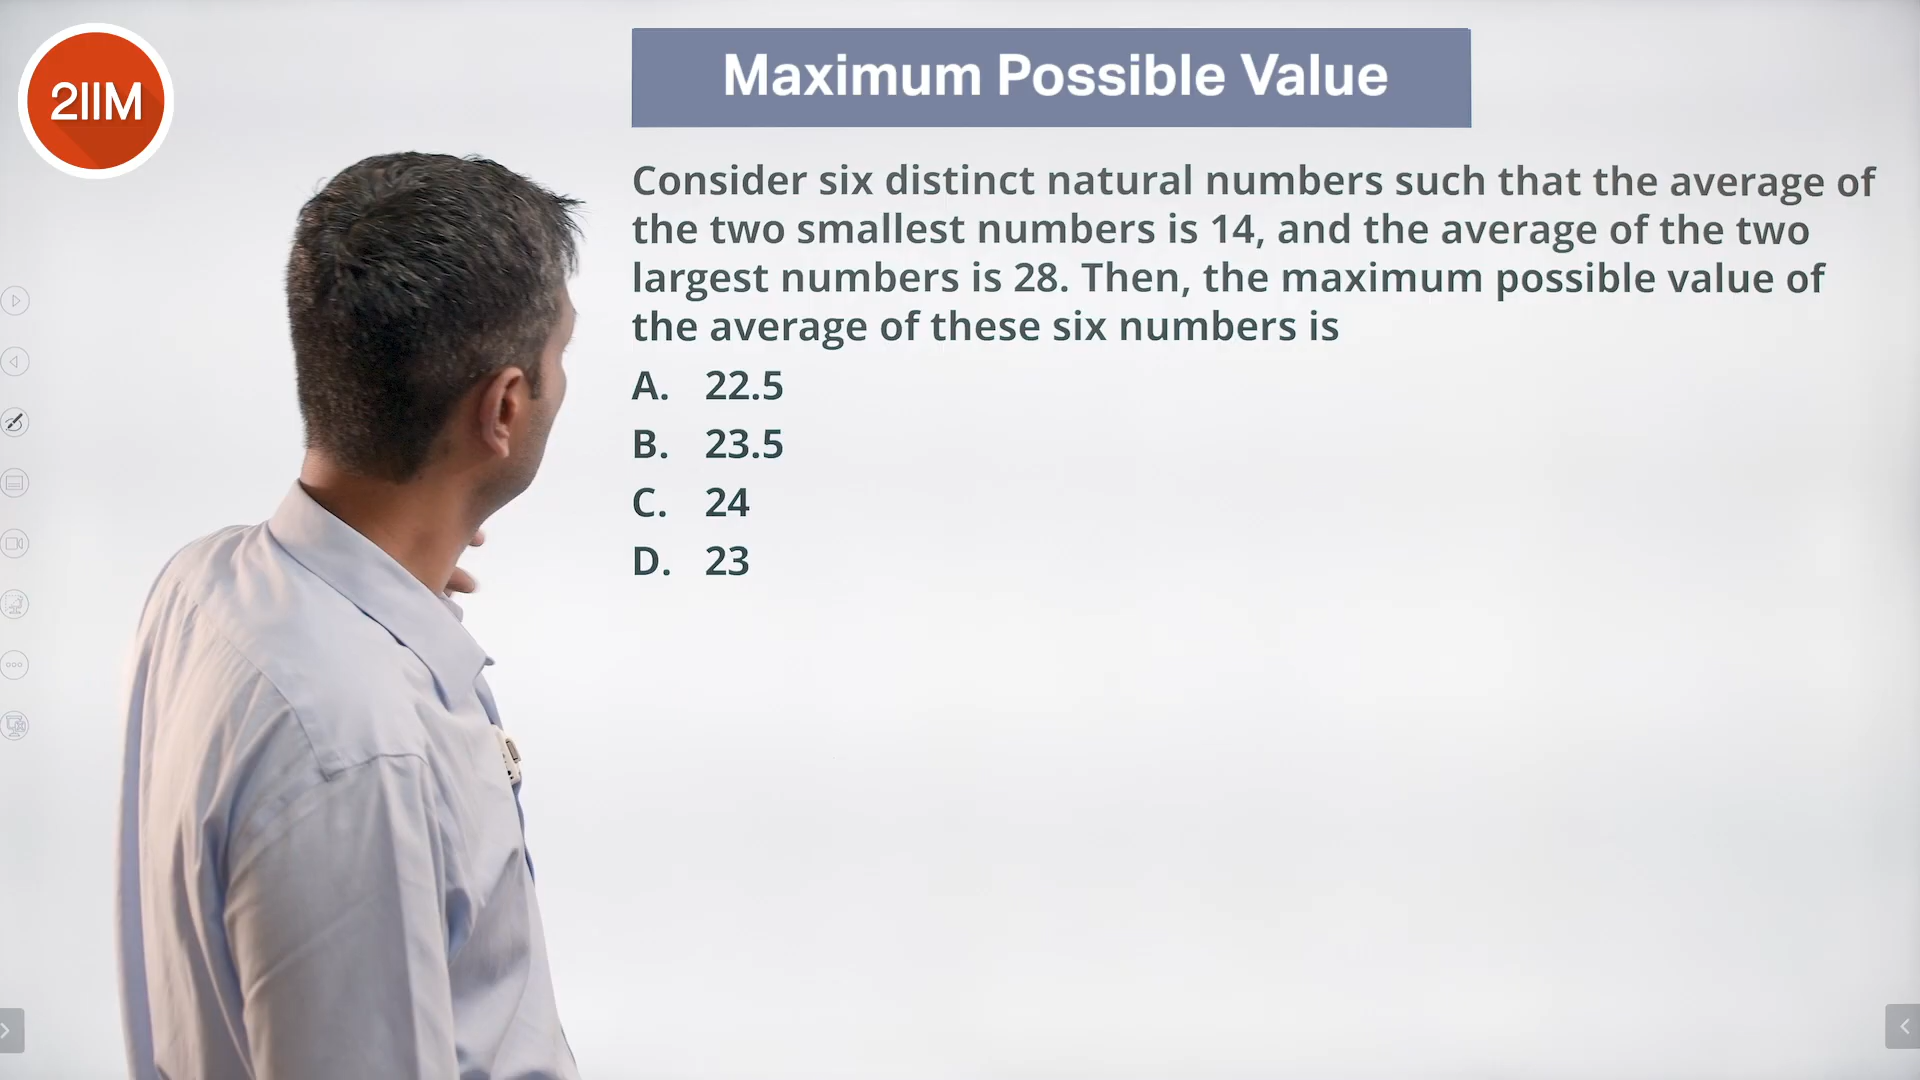 2IIM
Maximum Possible Value
Consider six distinct natural numbers such that the average of
the two smallest numbers is 14, and the average of the two
largest numbers is 28. Then, the maximum possible value of
the average of these six numbers is
A. 22.5
B. 23.5
C. 24
D. 23